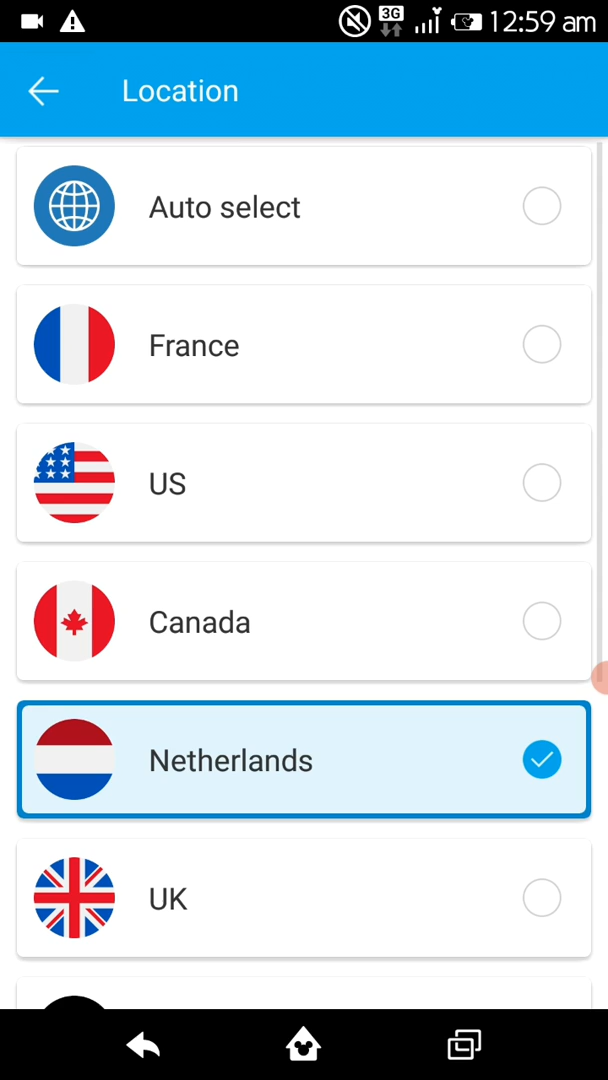 3G 12:59 am
Location
Auto select
France
US
Canada
Netherlands
UK